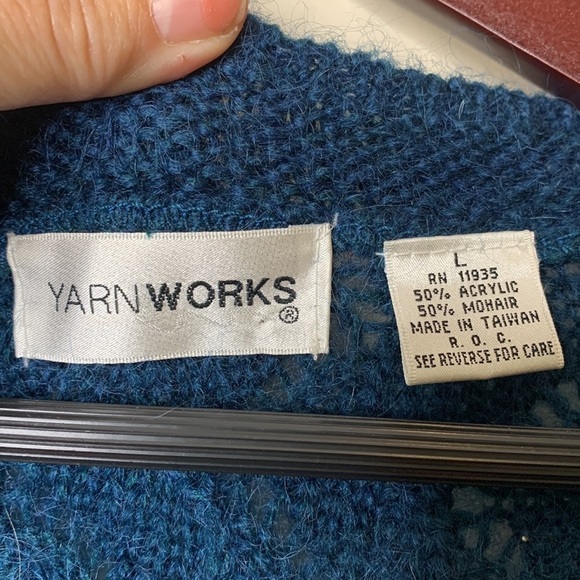 YARNWORKS ®
L
RN 11935
50% ACRYLIC
50% MOHAIR
MADE IN TAIWAN
R. O. C.
SEE REVERSE FOR CARE